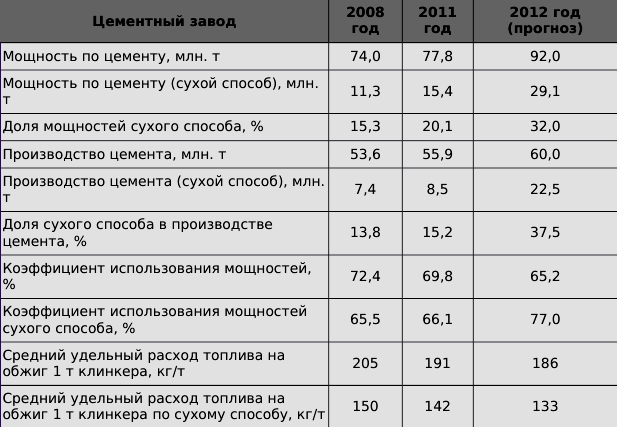 Цементный завод 2008 год 2011 год 2012 год (прогноз)
Мощность по цементу, млн. т 74,0 77,8 92,0
Мощность по цементу (сухой способ), млн.
т 11,3 15,4 29,1
Доля мощностей сухого способа, % 15,3 20,1 32,0
Производство цемента, млн. т 53,6 55,9 60,0
Производство цемента (сухой способ), млн.
т 7,4 8,5 22,5
Доля сухого способа в производстве
цемента, % 13,8 15,2 37,5
Коэффициент использования мощностей,
% 72,4 69,8 65,2
Коэффициент использования мощностей
сухого способа, % 65,5 66,1 77,0
Средний удельный расход топлива на
обжиг 1 т клинкера, кг/т 205 191 186
Средний удельный расход топлива на
обжиг 1 т клинкера по сухому способу, кг/т 150 142 133